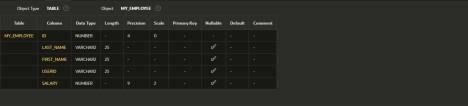 Object Type TABLE Object MY_EMPLOYEE
Table Column Data Type Length Precision Scale Primary Key Nullable Default Comment
MY_EMPLOYEE ID NUMBER - 4 0 - - - -
LAST_NAME VARCHAR2 25 - - - ✓ - -
FIRST_NAME VARCHAR2 25 - - - ✓ - -
USERID VARCHAR2 25 - - - ✓ - -
SALARY NUMBER - 9 2 - ✓ - -